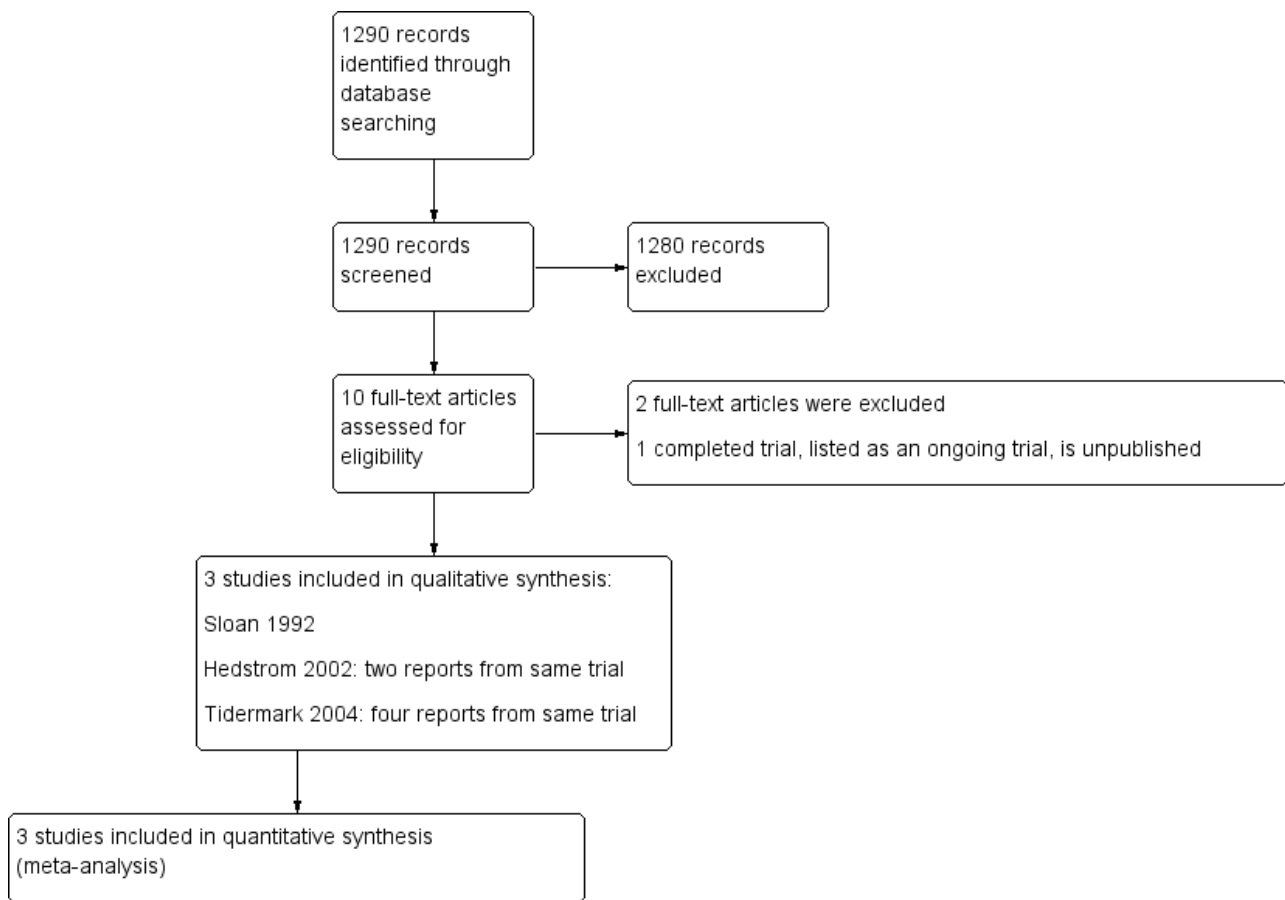 1290 records
identified through
database
searching
1290 records
screened
1280 records
excluded
10 full-text articles
assessed for
eligibility
2 full-text articles were excluded
1 completed trial, listed as an ongoing trial, is unpublished
3 studies included in qualitative synthesis:
Sloan 1992
Hedstrom 2002: two reports from same trial
Tidermark 2004: four reports from same trial
3 studies included in quantitative synthesis
(meta-analysis)